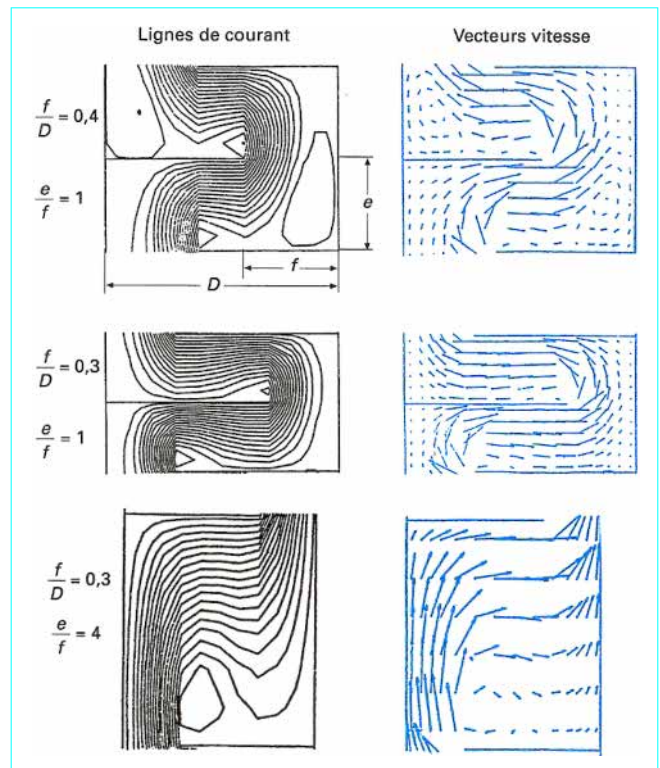 Lignes de courant
Vecteurs vitesse
f/D = 0,4
e/f = 1
e
f
D
f/D = 0,3
e/f = 1
f/D = 0,3
e/f = 4